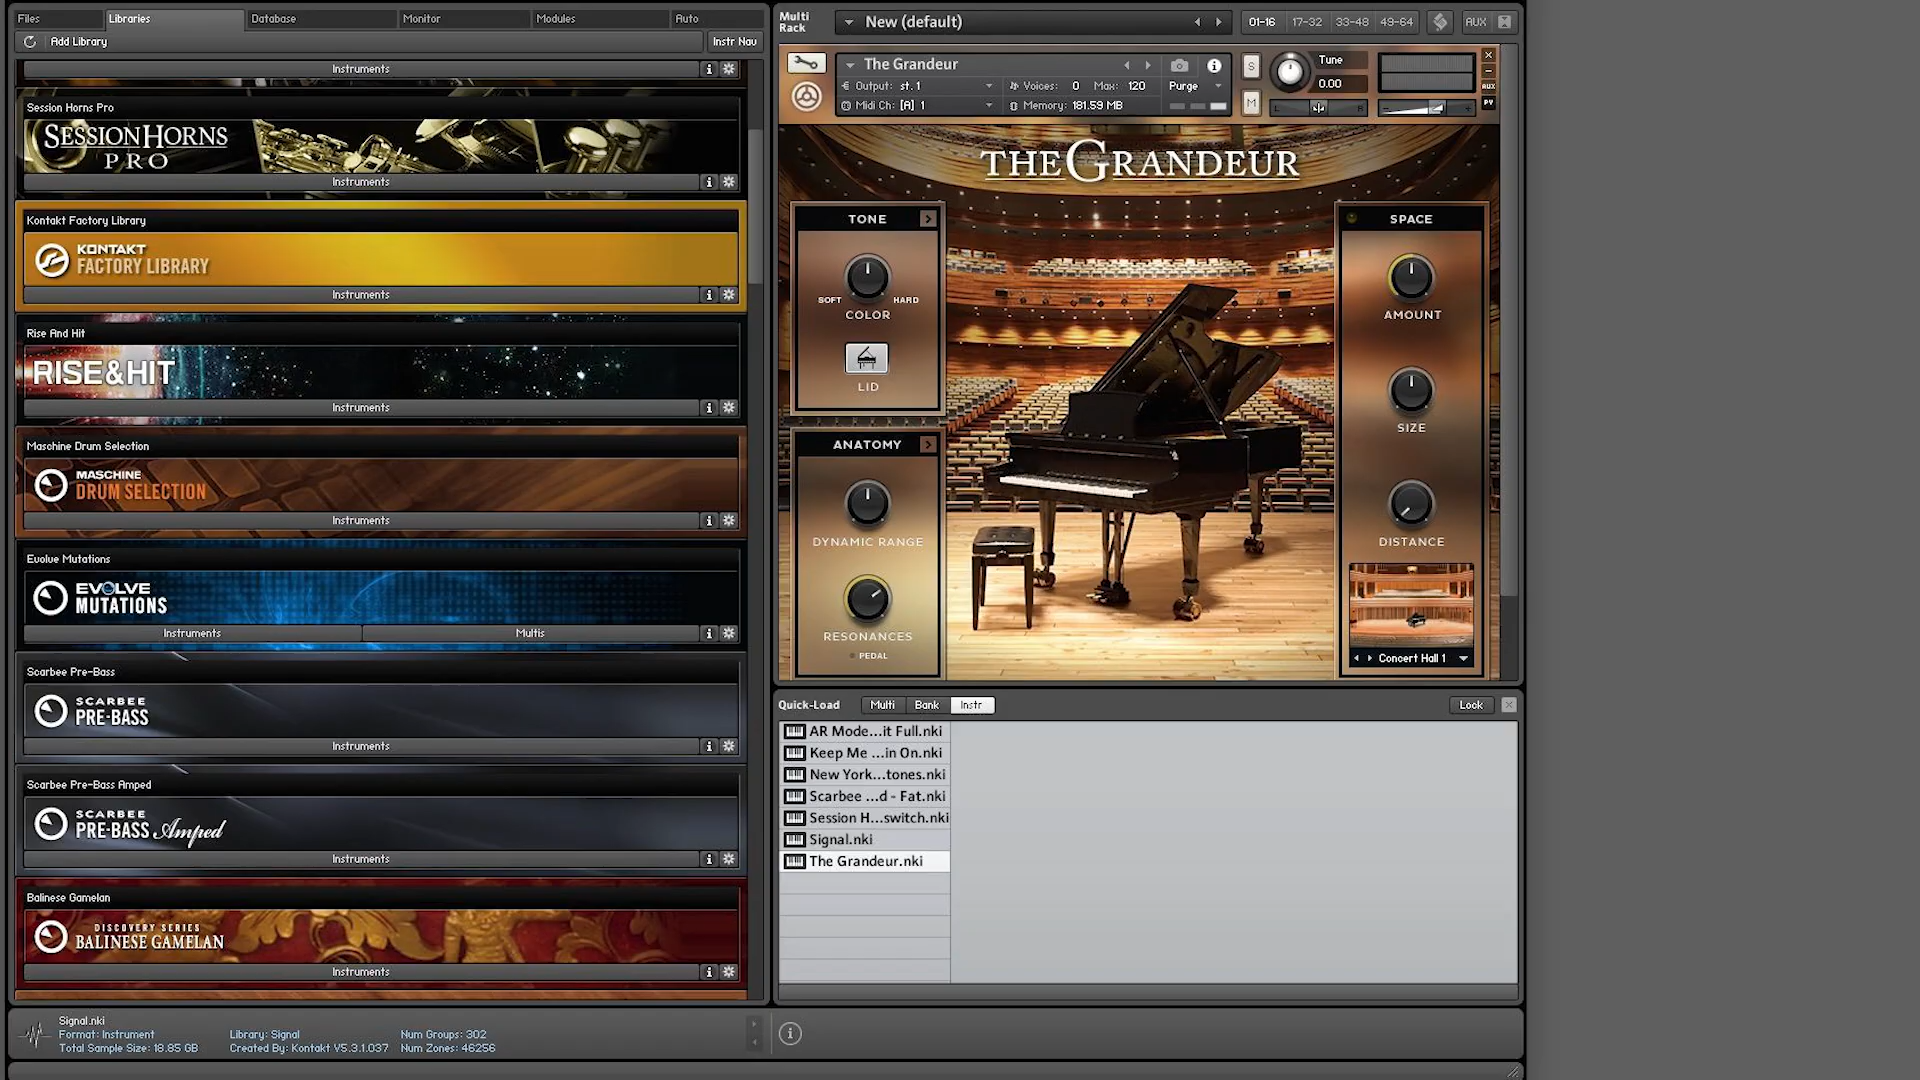 Files
Libraries
Database
Monitor
Modules
Auto
Add Library
Instr Nav
Instruments
Session Horns Pro
SESSIONHORNS
PRO
Instruments
Kontakt Factory Library
KONTAKT
FACTORY LIBRARY
Instruments
Rise And Hit
RISE&HIT
Instruments
Maschine Drum Selection
MASCHINE
DRUM SELECTION
Instruments
Evolve Mutations
EVOLVE
MUTATIONS
Instruments
Multis
Scarbee Pre-Bass
SCARBEE
PRE-BASS
Instruments
Scarbee Pre-Bass Amped
SCARBEE
PRE-BASS Amped
Instruments
Balinese Gamelan
DISCOVERY SERIES
BALINESE GAMELAN
Instruments
Signal.nki
Format: Instrument
Library: Signal
Num Groups: 302
Total Sample Size: 18.85 GB
Created By: Kontakt V5.3.1.037
Num Zones: 46256
Multi
Rack
New (default)
01-16
17-32
33-48
49-64
AUX
The Grandeur
Output: st. 1
Voices: 0
Max: 120
Purge
Midi Ch: [A] 1
Memory: 181.59 MB
S
M
Tune
0.00
L
R
AUX
PV
THE GRANDEUR
TONE
SOFT
HARD
COLOR
LID
ANATOMY
DYNAMIC RANGE
RESONANCES
PEDAL
SPACE
AMOUNT
SIZE
DISTANCE
Concert Hall 1
Quick-Load
Multi
Bank
Instr
Look
AR Mode...it Full.nki
Keep Me ...in On.nki
New York...tones.nki
Scarbee ...d - Fat.nki
Session H...switch.nki
Signal.nki
The Grandeur.nki